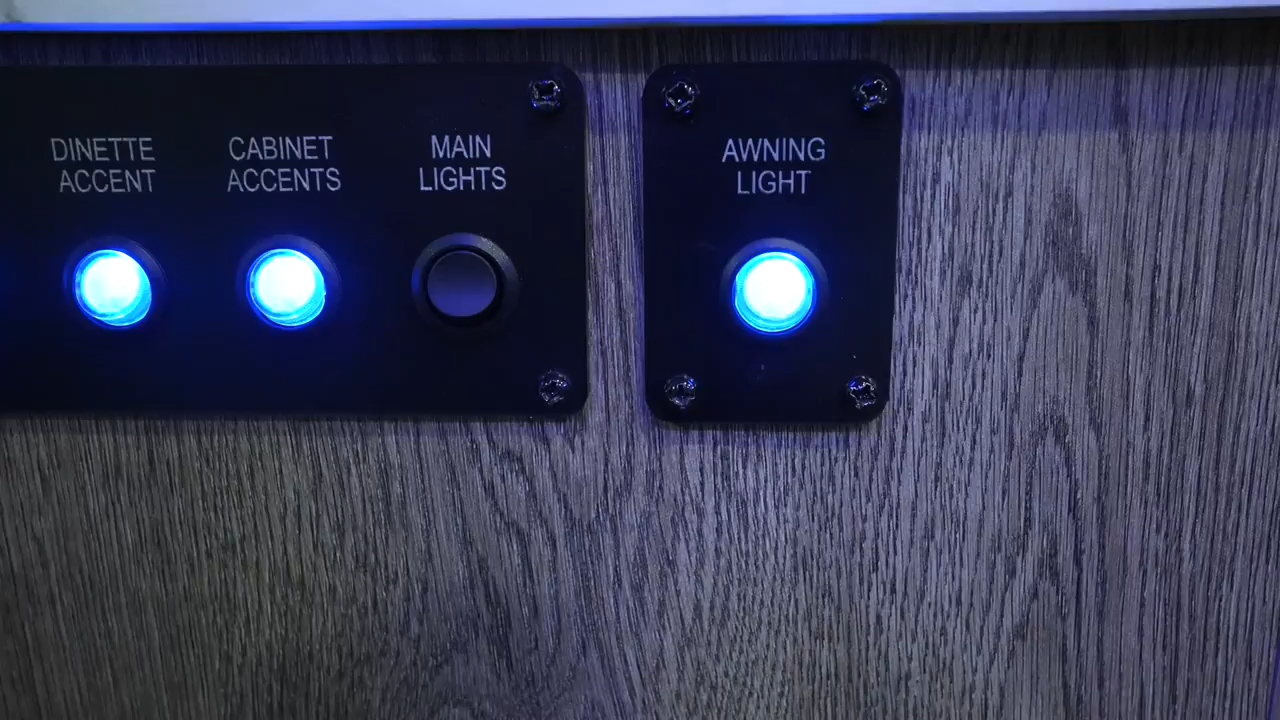 DINETTE
ACCENT
CABINET
ACCENTS
MAIN
LIGHTS
AWNING
LIGHT